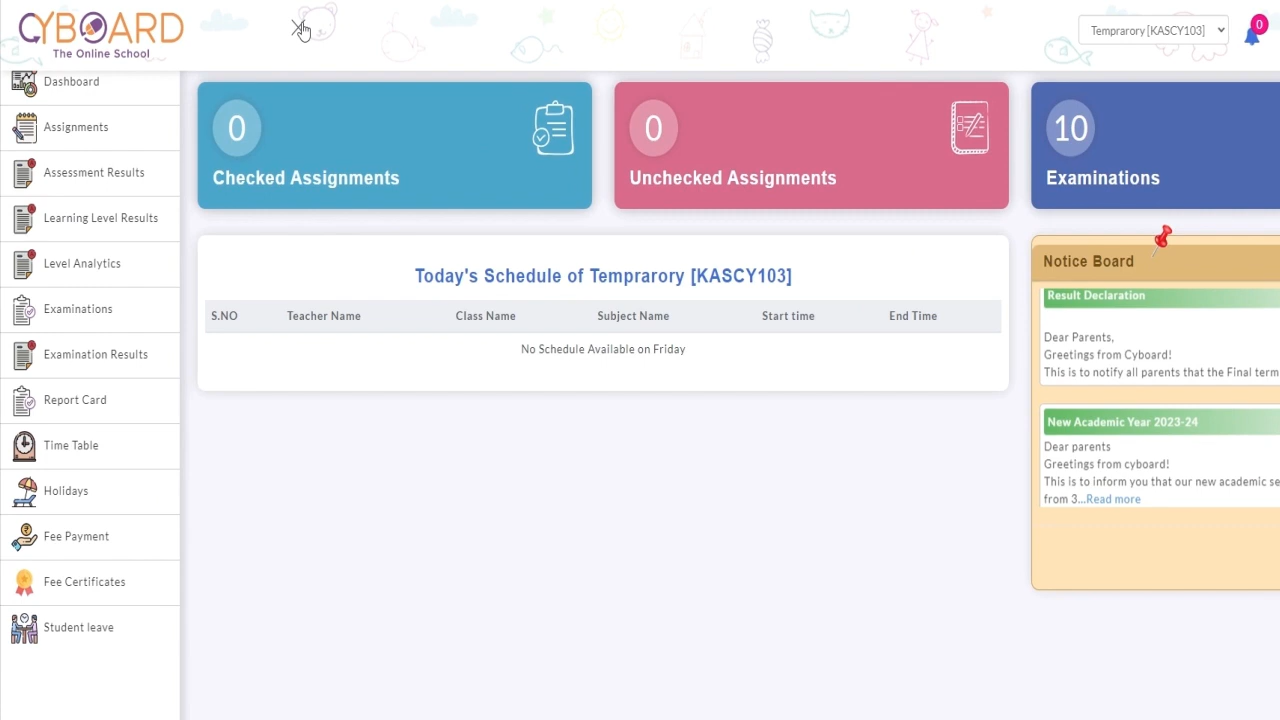 CYBOARD
The Online School
Temprarory [KASCY103]
0
Dashboard
Assignments
Assessment Results
Learning Level Results
Level Analytics
Examinations
Examination Results
Report Card
Time Table
Holidays
Fee Payment
Fee Certificates
Student leave
0
Checked Assignments
0
Unchecked Assignments
10
Examinations
Today's Schedule of Temprarory [KASCY103]
S.NO Teacher Name Class Name Subject Name Start time End Time
No Schedule Available on Friday
Notice Board
Result Declaration
Dear Parents,
Greetings from Cyboard!
This is to notify all parents that the Final term
New Academic Year 2023-24
Dear parents
Greetings from cyboard!
This is to inform you that our new academic se
from 3...Read more